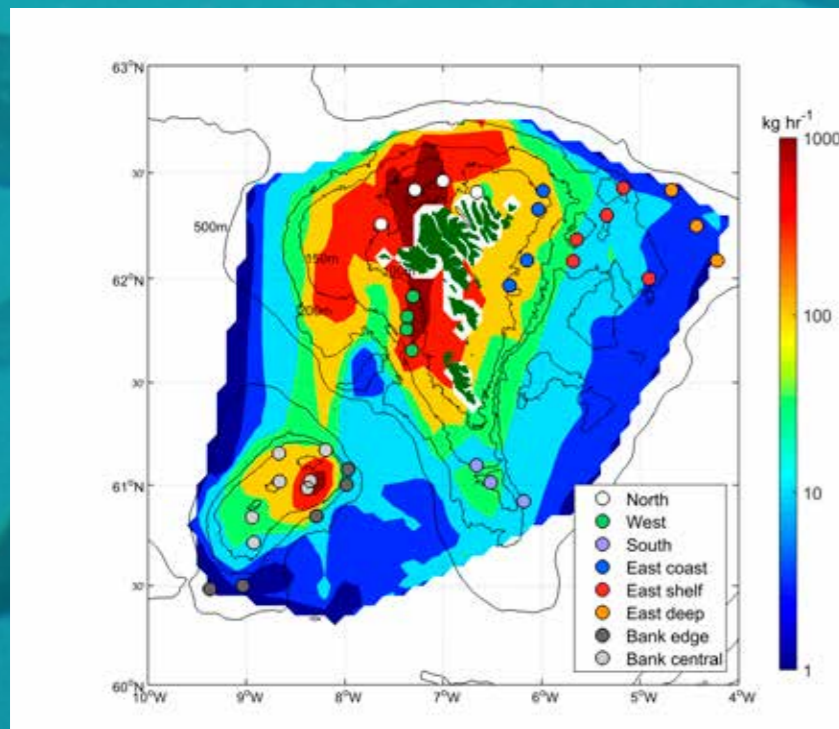 63°N
kg hr⁻¹
1000
30'
500m
150m
100m
62°N
100
200m
30'
10
61°N
North
West
South
East coast
30'
East shelf
East deep
Bank edge
Bank central
1
60°N
10°W 9°W 8°W 7°W 6°W 5°W 4°W